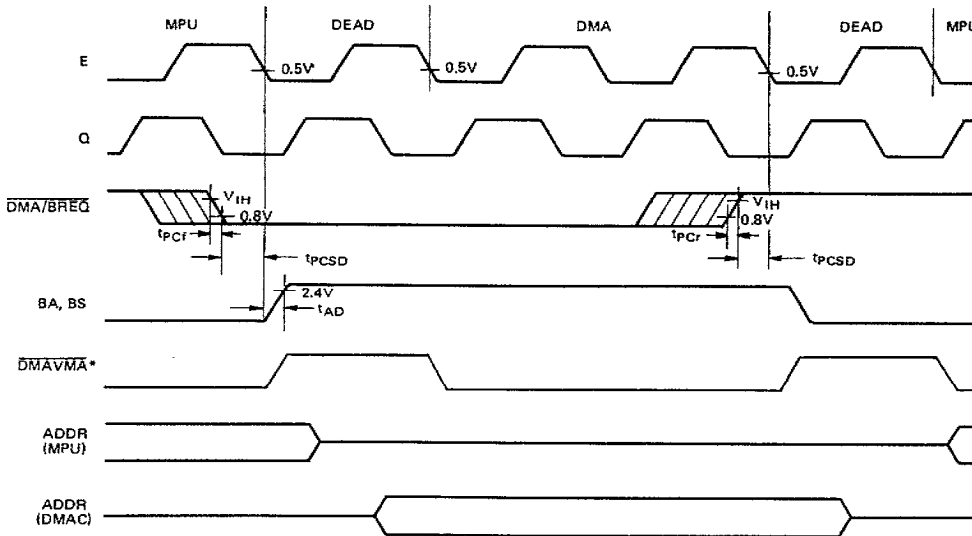 MPU DEAD DMA DEAD MPU
E 0.5V 0.5V 0.5V
Q
DMA/BREQ VIH 0.8V VIH 0.8V
tPCf tPCr
tPCSD tPCSD
BA, BS 2.4V
tAD
DMAVMA*
ADDR
(MPU)
ADDR
(DMAC)